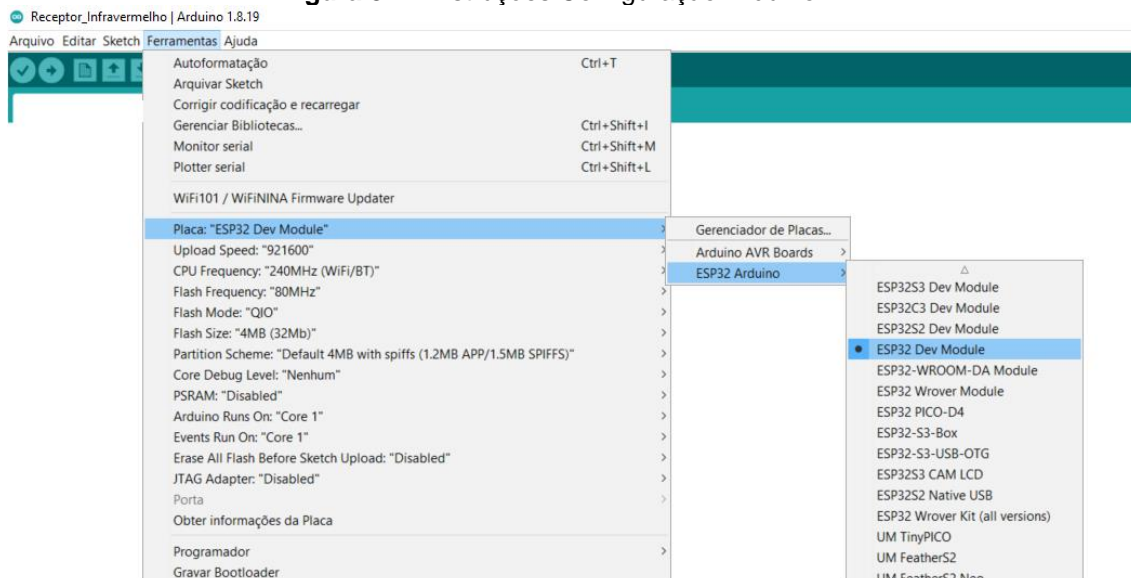 Receptor_Infravermelho | Arduino 1.8.19
Arquivo Editar Sketch Ferramentas Ajuda
Autoformatação Ctrl+T
Arquivar Sketch
Corrigir codificação e recarregar
Gerenciar Bibliotecas... Ctrl+Shift+I
Monitor serial Ctrl+Shift+M
Plotter serial Ctrl+Shift+L
WiFi101 / WiFiNINA Firmware Updater
Placa: "ESP32 Dev Module"
Upload Speed: "921600"
CPU Frequency: "240MHz (WiFi/BT)"
Flash Frequency: "80MHz"
Flash Mode: "QIO"
Flash Size: "4MB (32Mb)"
Partition Scheme: "Default 4MB with spiffs (1.2MB APP/1.5MB SPIFFS)"
Core Debug Level: "Nenhum"
PSRAM: "Disabled"
Arduino Runs On: "Core 1"
Events Run On: "Core 1"
Erase All Flash Before Sketch Upload: "Disabled"
JTAG Adapter: "Disabled"
Porta
Obter informações da Placa
Programador
Gravar Bootloader
Gerenciador de Placas...
Arduino AVR Boards
ESP32 Arduino
ESP32S3 Dev Module
ESP32C3 Dev Module
ESP32S2 Dev Module
ESP32 Dev Module
ESP32-WROOM-DA Module
ESP32 Wrover Module
ESP32 PICO-D4
ESP32-S3-Box
ESP32-S3-USB-OTG
ESP32S3 CAM LCD
ESP32S2 Native USB
ESP32 Wrover Kit (all versions)
UM TinyPICO
UM FeatherS2
UM FeatherS2 Neo